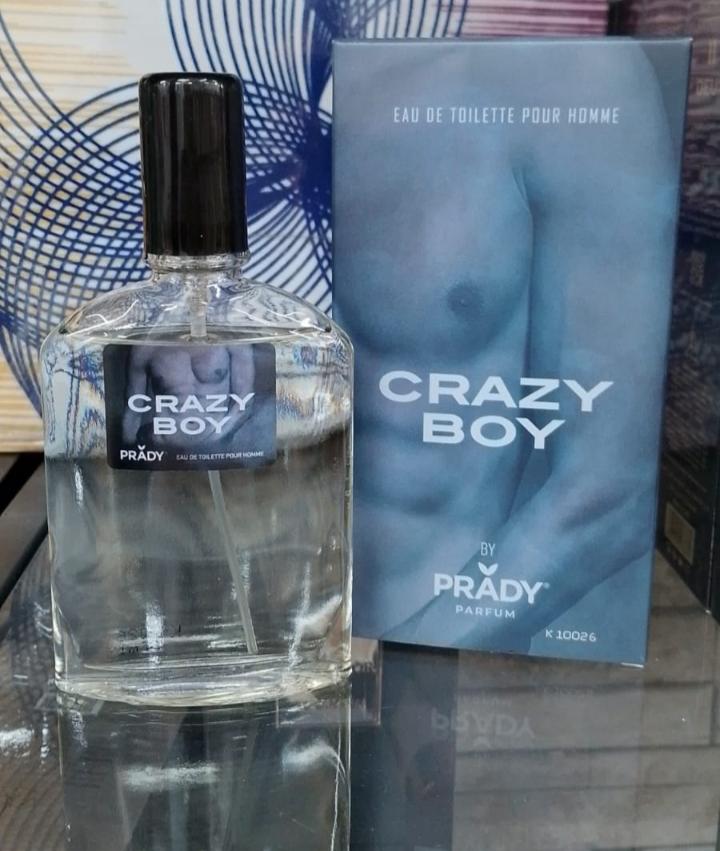 EAU DE TOILETTE POUR HOMME
CRAZY
BOY
BY
PRADY®
PARFUM
K 10026
CRAZY
BOY
PRADY
EAU DE TOILETTE POUR HOMME